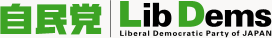 自民党
Lib Dems
Liberal Democratic Party of JAPAN